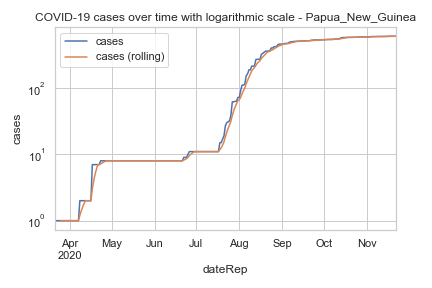 COVID-19 cases over time with logarithmic scale - Papua_New_Guinea
cases
cases (rolling)
cases
10²
10¹
10⁰
Apr May Jun Jul Aug Sep Oct Nov
2020
dateRep